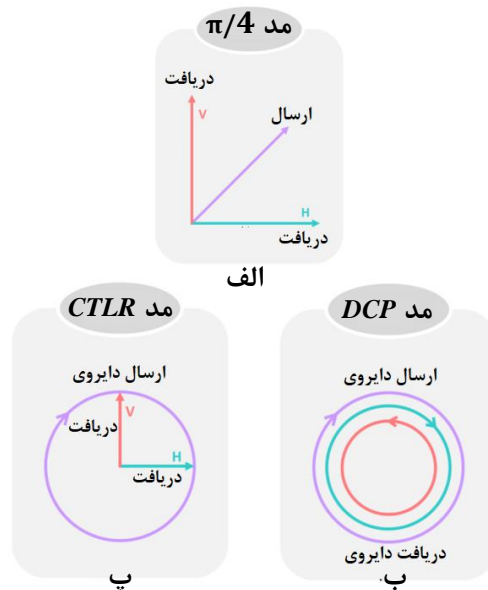 مد π/4
دریافت
V
ارسال
H
دریافت
الف
مد DCP
ارسال دایروی
دریافت دایروی
ب
مد CTLR
ارسال دایروی
V
دریافت
H
دریافت
پ